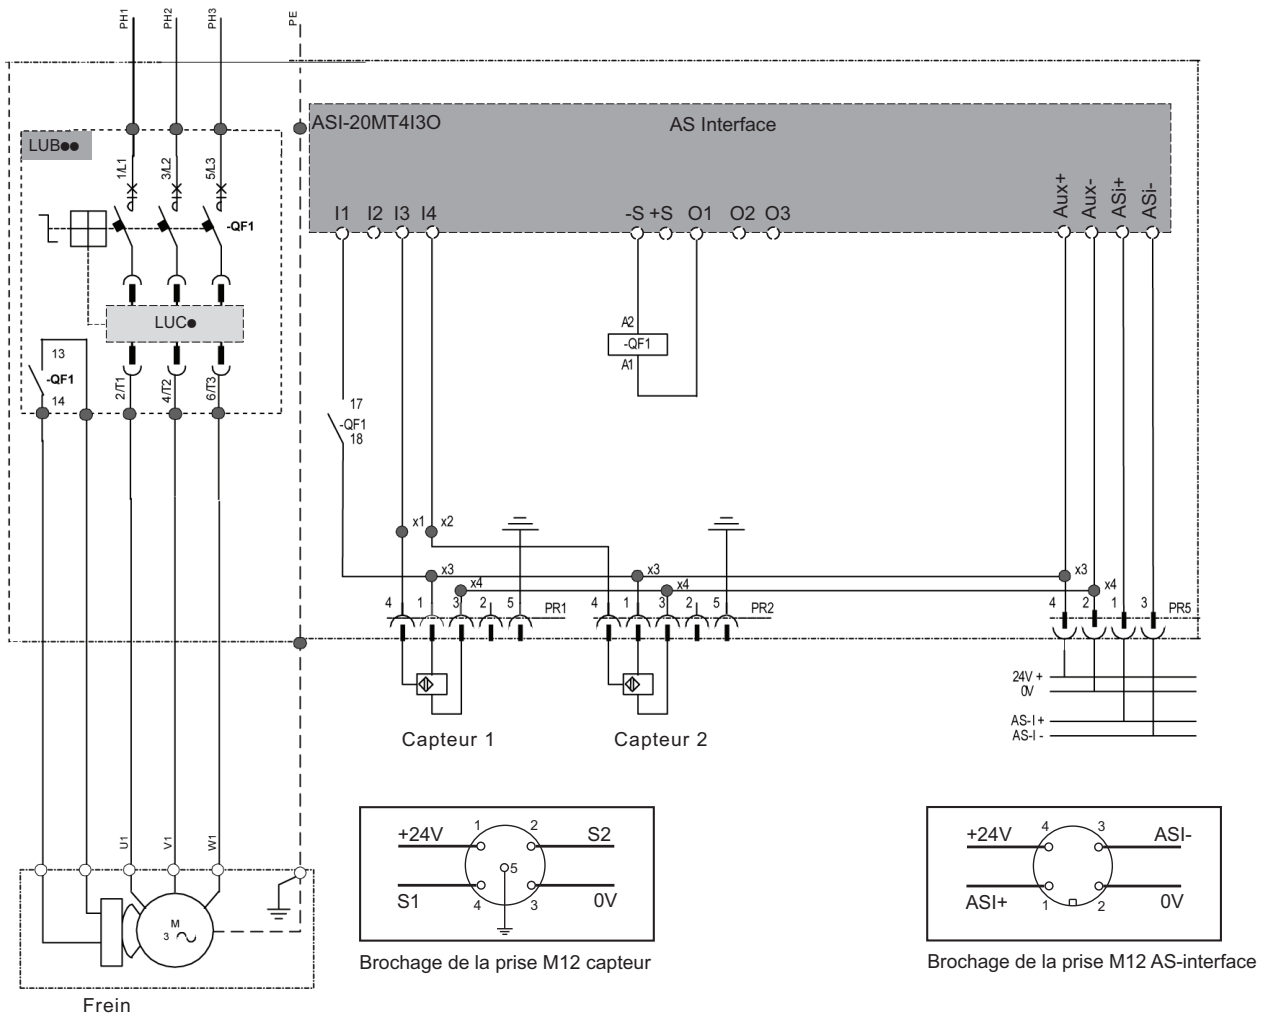 PH1 PH2 PH3 PE
ASI-20MT4I3O AS Interface
LUB●●
1/L1 3/L2 5/L3
-QF1
I1 I2 I3 I4 -S +S O1 O2 O3 Aux+ Aux- ASi+ ASi-
LUC●
A2
-QF1
A1
13
-QF1
14
2/T1 4/T2 6/T3
17
-QF1
18
x1 x2
x3 x3 x3
x4 x4 x4
4 1 3 2 5 PR1 4 1 3 2 5 PR2 4 2 1 3 PR5
24V +
0V
AS-I +
AS-I -
Capteur 1 Capteur 2
U1 V1 W1
M
3
Frein
+24V 1 2 S2
5
S1 4 3 0V
Brochage de la prise M12 capteur
+24V 4 3 ASI-
ASI+ 1 2 0V
Brochage de la prise M12 AS-interface